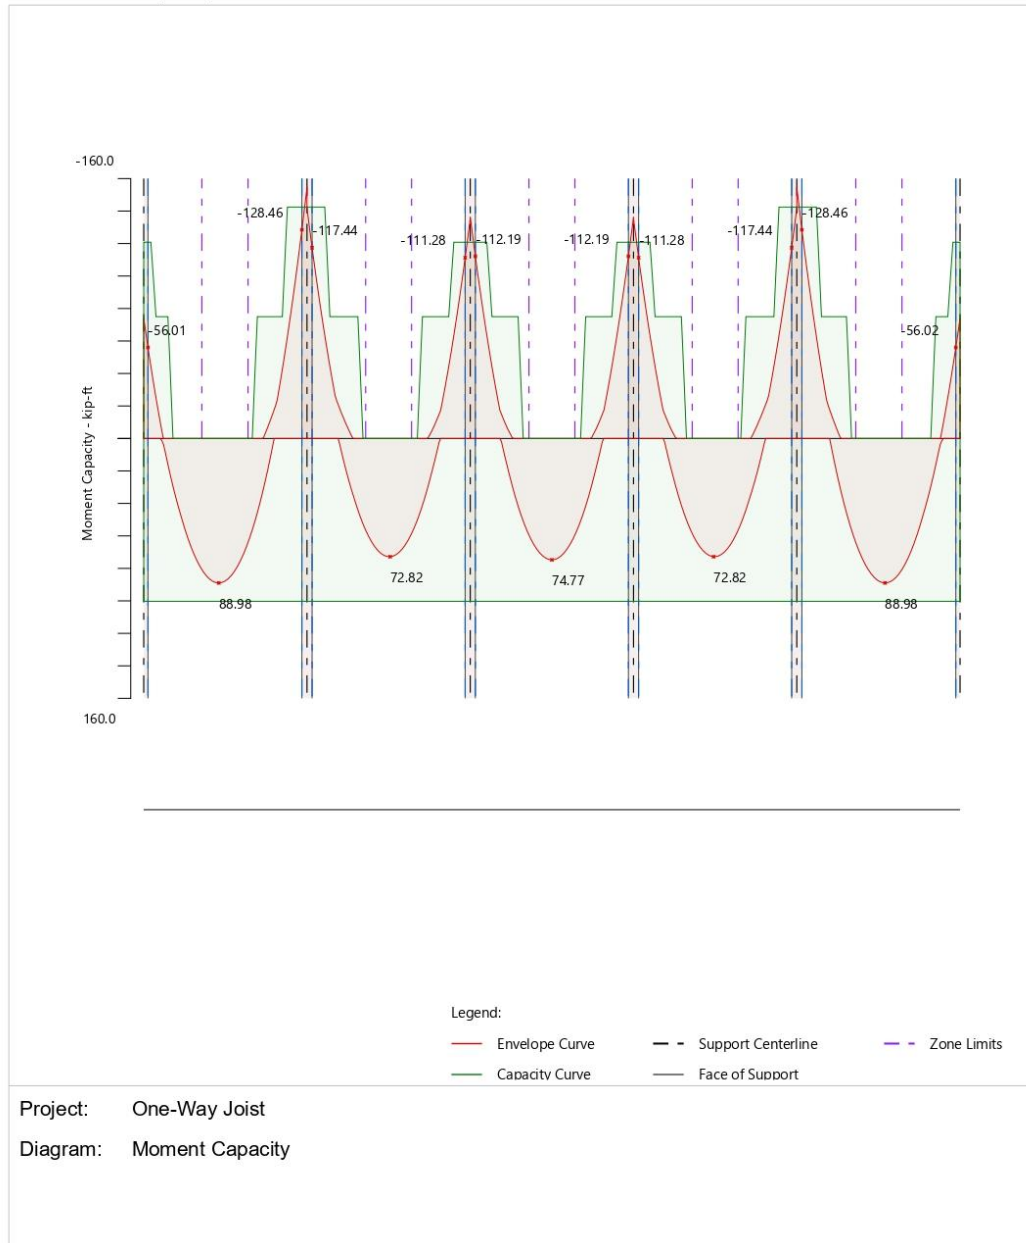 -160.0
-128.46
-128.46
-117.44
-117.44
-111.28
-112.19
-112.19
-111.28
-56.01
-56.02
Moment Capacity - kip-ft
72.82
74.77
72.82
88.98
88.98
160.0
Legend:
Envelope Curve
Support Centerline
Zone Limits
Capacity Curve
Face of Support
Project: One-Way Joist
Diagram: Moment Capacity